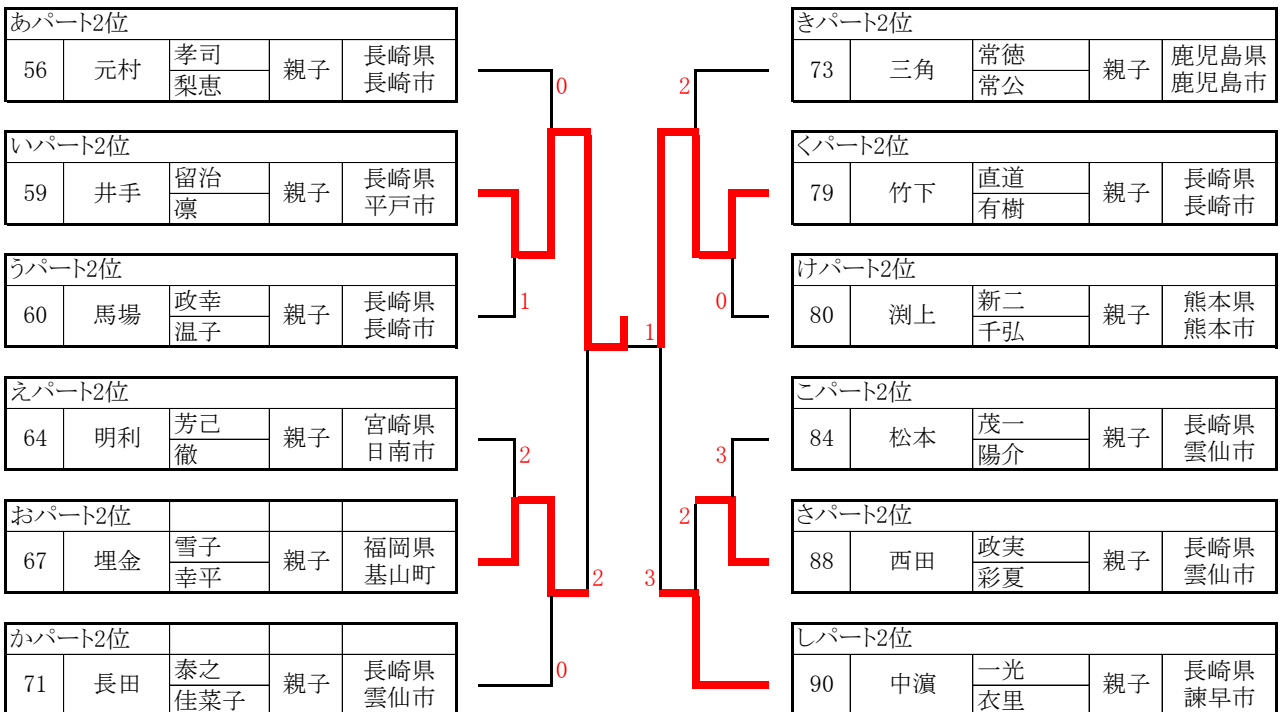 あパート2位
56 元村 孝司 梨恵 親子 長崎県 長崎市
いパート2位
59 井手 留治 凛 親子 長崎県 平戸市
うパート2位
60 馬場 政幸 温子 親子 長崎県 長崎市
えパート2位
64 明利 芳己 徹 親子 宮崎県 日南市
おパート2位
67 埋金 雪子 幸平 親子 福岡県 基山町
かパート2位
71 長田 泰之 佳菜子 親子 長崎県 雲仙市
0
1
2
2
0
1
2
0
3
2
3
きパート2位
73 三角 常徳 常公 親子 鹿児島県 鹿児島市
くパート2位
79 竹下 直道 有樹 親子 長崎県 長崎市
けパート2位
80 渕上 新二 千弘 親子 熊本県 熊本市
こパート2位
84 松本 茂一 陽介 親子 長崎県 雲仙市
さパート2位
88 西田 政実 彩夏 親子 長崎県 雲仙市
しパート2位
90 中濵 一光 衣里 親子 長崎県 諫早市